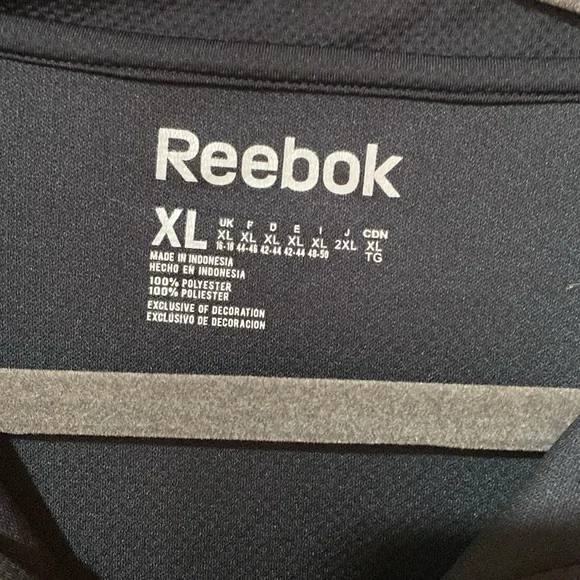 Reebok
XL
UK F D E I J CDN
XL XL XL XL XL 2XL XL
16-18 44-46 42-44 42-44 48-50 TG
MADE IN INDONESIA
HECHO EN INDONESIA
100% POLYESTER
100% POLIESTER
EXCLUSIVE OF DECORATION
EXCLUSIVO DE DECORACION